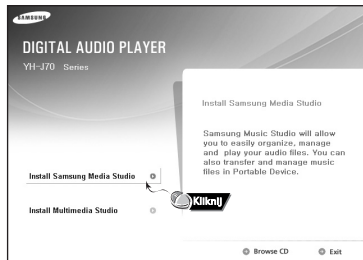 SAMSUNG
DIGITAL AUDIO PLAYER
YH-J70 Series
Install Samsung Media Studio
Samsung Music Studio will allow
you to easily organize, manage
and play your audio files. You can
also transfer and manage music
files in Portable Device.
Install Samsung Media Studio
Kliknij
Install Multimedia Studio
Browse CD
Exit